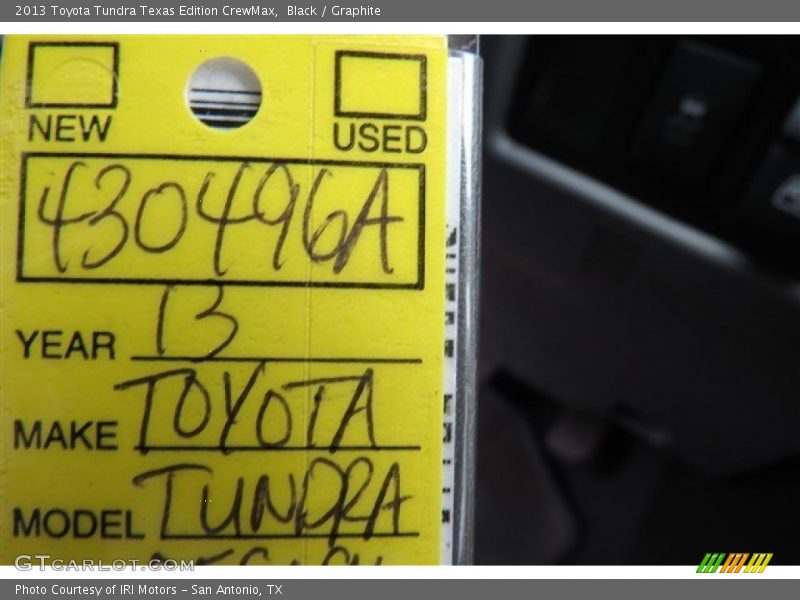 2013 Toyota Tundra Texas Edition CrewMax, Black / Graphite
NEW USED
430496A
YEAR 13
MAKE TOYOTA
MODEL TUNDRA
GTcarlot.com
Photo Courtesy of IRI Motors - San Antonio, TX